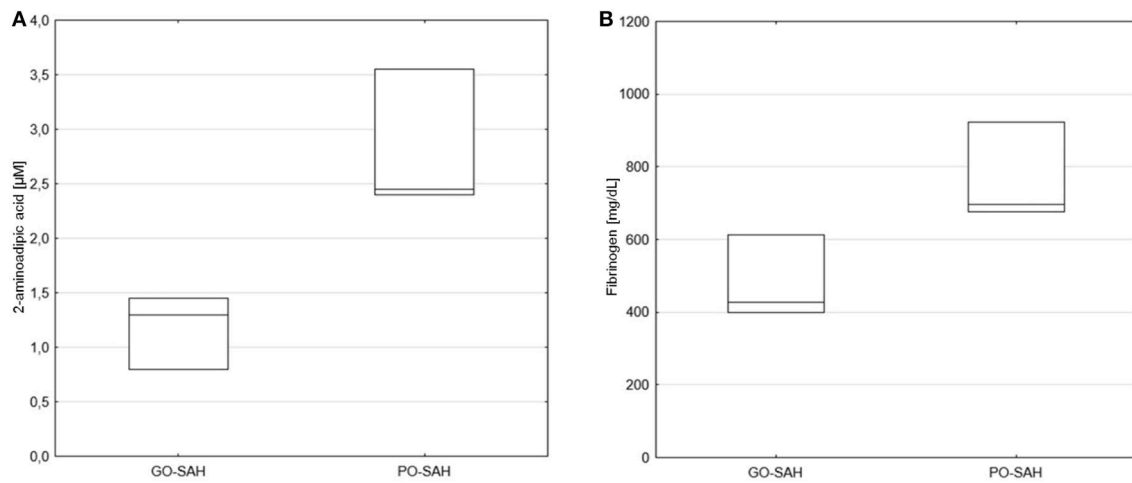 A
4,0
3,5
3,0
2,5
2,0
1,5
1,0
0,5
0,0
2-aminoadipic acid [µM]
GO-SAH
PO-SAH
B
1200
1000
800
600
400
200
0
Fibrinogen [mg/dL]
GO-SAH
PO-SAH